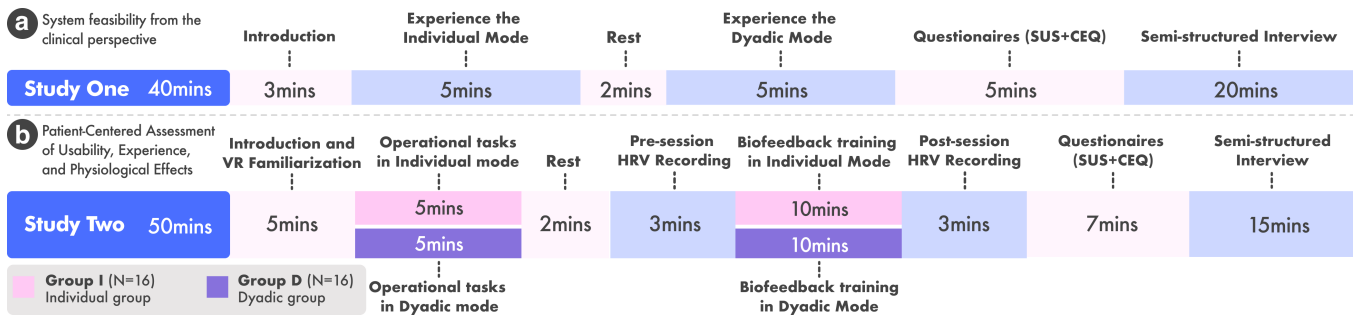 a
System feasibility from the
clinical perspective
Introduction
Experience the
Individual Mode
Rest
Experience the
Dyadic Mode
Questionaires (SUS+CEQ)
Semi-structured Interview
Study One 40mins
3mins
5mins
2mins
5mins
5mins
20mins
b
Patient-Centered Assessment
of Usability, Experience,
and Physiological Effects
Introduction and
VR Familiarization
Operational tasks
in Individual mode
Rest
Pre-session
HRV Recording
Biofeedback training
in Individual Mode
Post-session
HRV Recording
Questionaires
(SUS+CEQ)
Semi-structured
Interview
Study Two 50mins
5mins
5mins
5mins
2mins
3mins
10mins
10mins
3mins
7mins
15mins
Group I (N=16)
Individual group
Group D (N=16)
Dyadic group
Operational tasks
in Dyadic mode
Biofeedback training
in Dyadic Mode